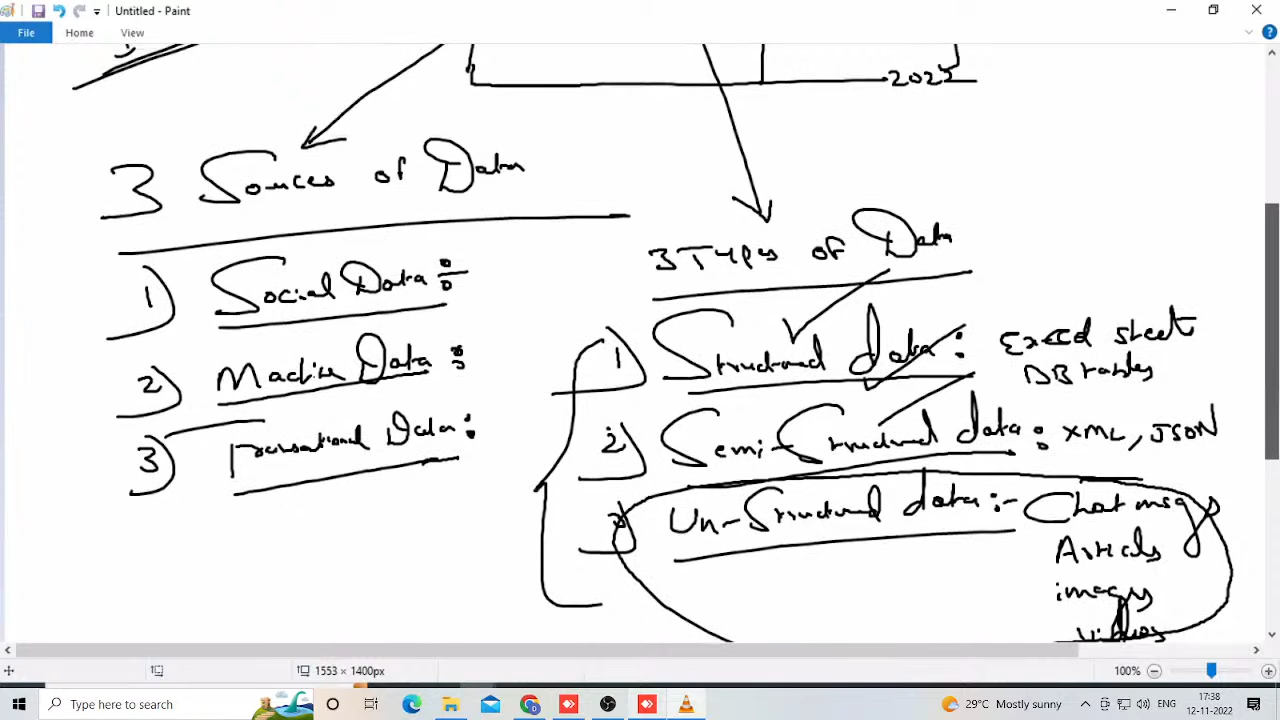 Untitled - Paint
File Home View
2022
3 Sources of Data
1) Social Data:
2) Machine Data:
3) Transactional Data:
3 Types of Data
1) Structured data: Excel sheet
DB tables
2) Semi-Structured data: XML, JSON
3) Un-Structured data:- Chat msgs
Articals
images
videos
1553 × 1400px
100%
Type here to search
29°C Mostly sunny
ENG
17:38
12-11-2022